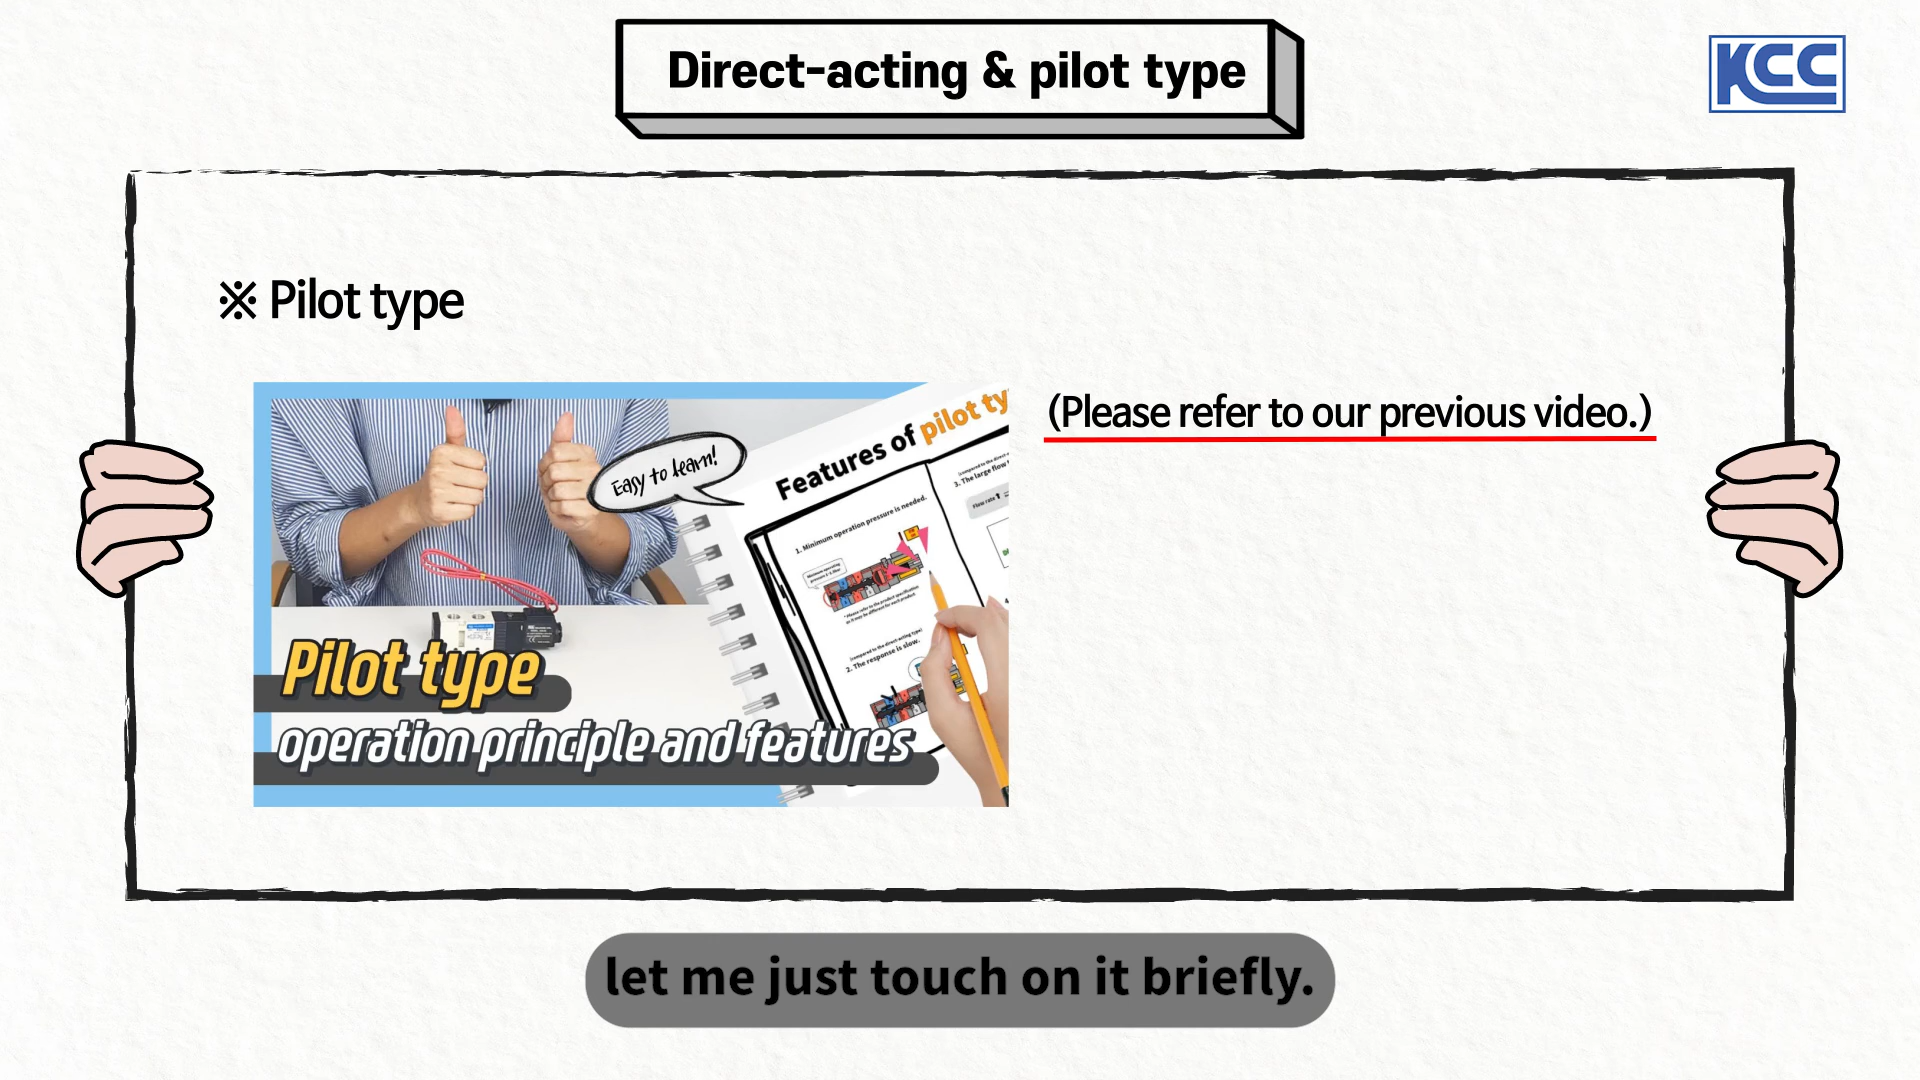 Direct-acting & pilot type
KCC
※ Pilot type
(Please refer to our previous video.)
Easy to learn!
Features of pilot ty
1. Minimum operation pressure is needed.
2. The response is slow.
3. The large flow
Flow rate
Pilot type
operation principle and features
let me just touch on it briefly.